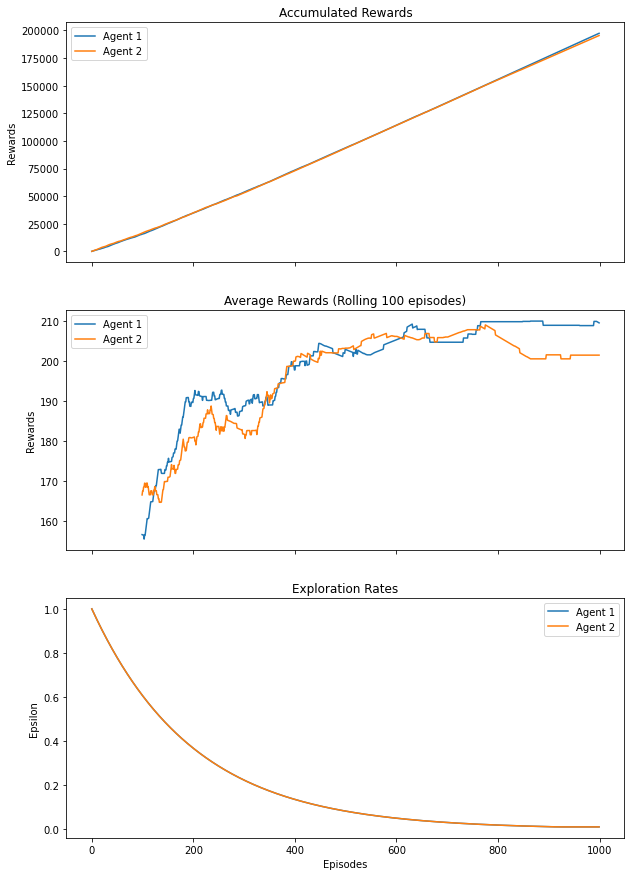 Accumulated Rewards
Agent 1
Agent 2
200000
175000
150000
125000
100000
75000
50000
25000
0
Rewards
Average Rewards (Rolling 100 episodes)
Agent 1
Agent 2
210
200
190
180
170
160
Rewards
Exploration Rates
Agent 1
Agent 2
1.0
0.8
0.6
0.4
0.2
0.0
Epsilon
0 200 400 600 800 1000
Episodes